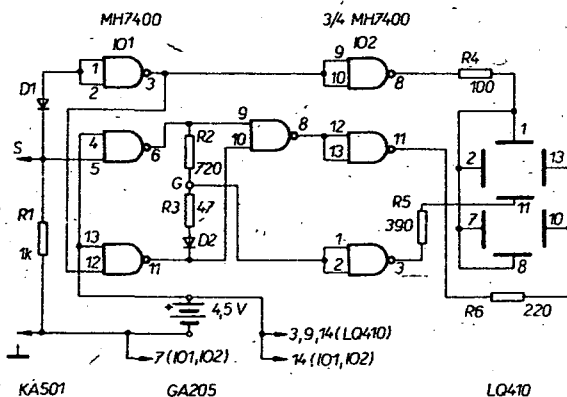 MH7400
3/4 MH7400
IO1
IO2
1
2
3
9
10
8
R4
100
D1
S
4
5
6
R2
720
9
10
8
12
13
11
1
2
13
G
R3
47
R5
390
11
7
10
8
R1
1k
13
12
11
D2
1
2
3
R6
220
+
4,5 V
3,9,14(LQ410)
14(IO1,IO2)
7(IO1,IO2)
KA501
GA205
LQ410